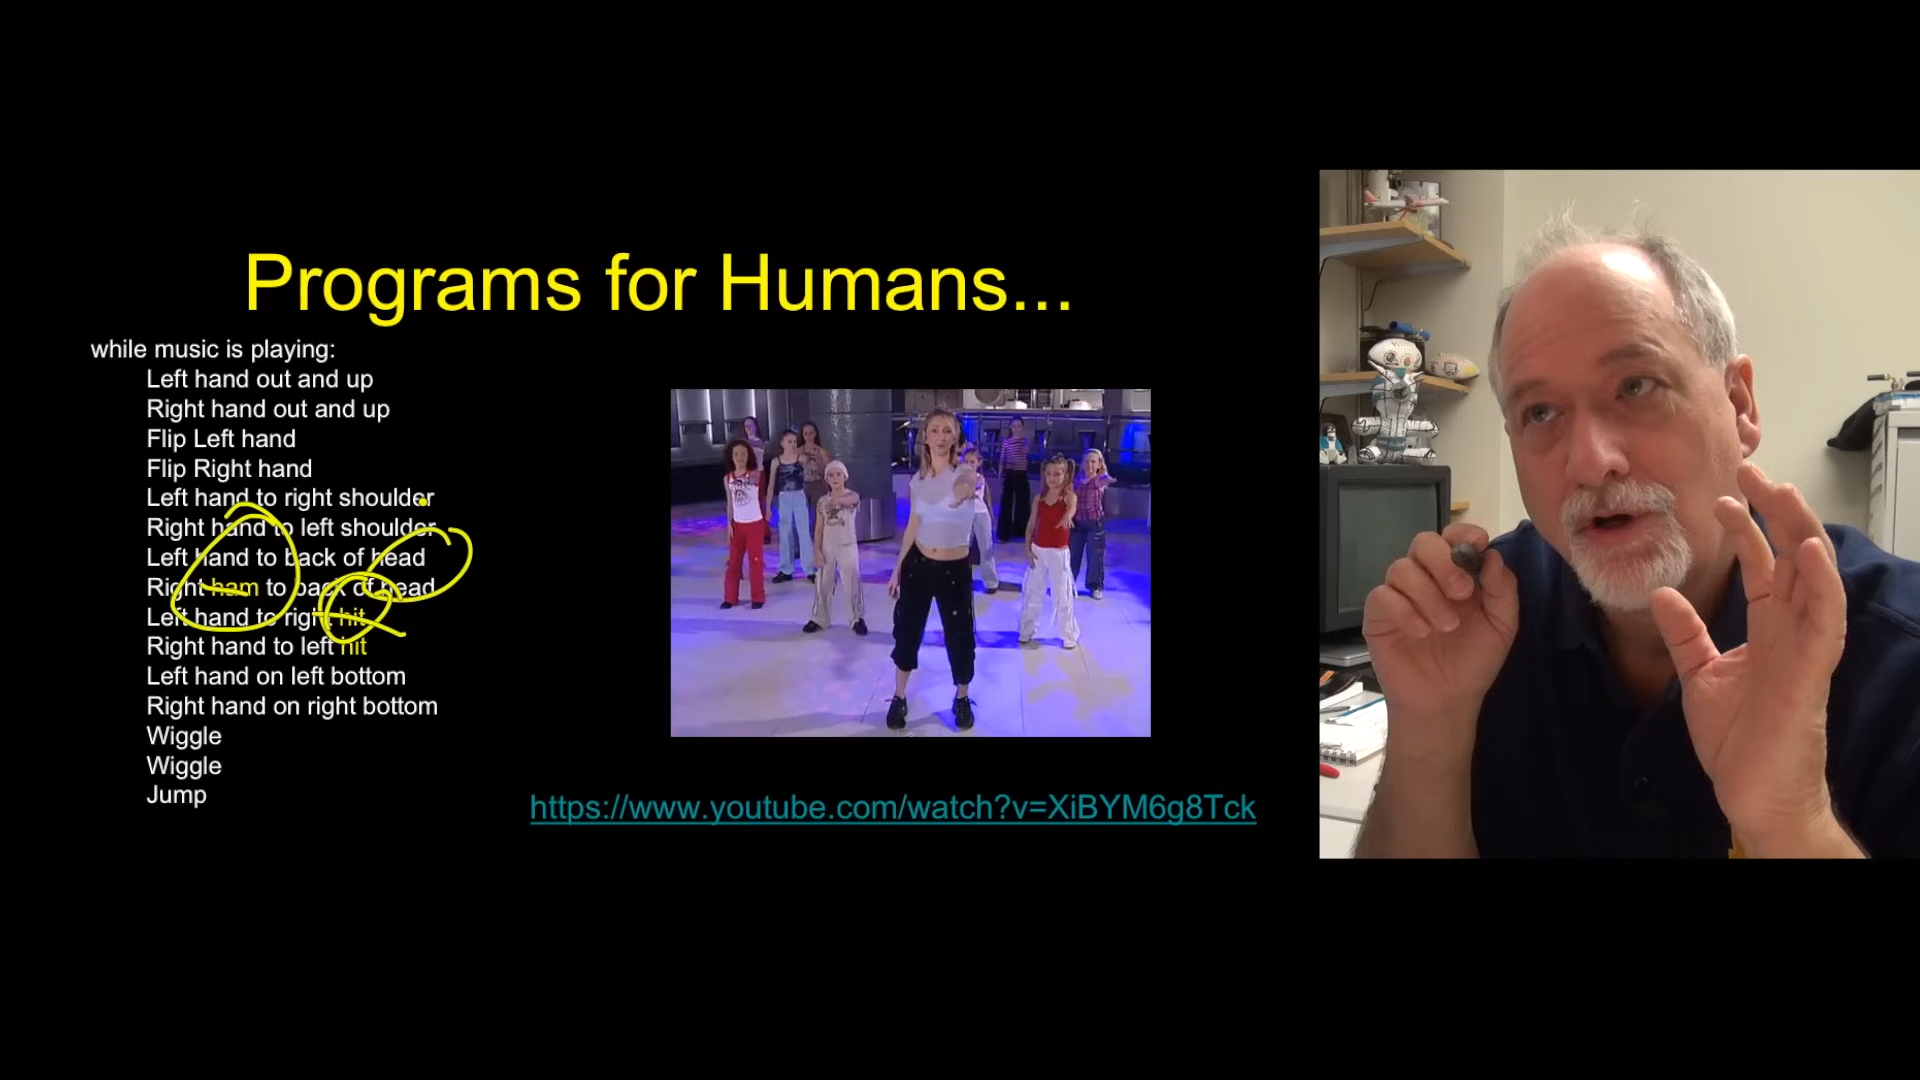 Programs for Humans...
while music is playing:
Left hand out and up
Right hand out and up
Flip Left hand
Flip Right hand
Left hand to right shoulder
Right hand to left shoulder
Left hand to back of head
Right ham to back of head
Left hand to right hit
Right hand to left hit
Left hand on left bottom
Right hand on right bottom
Wiggle
Wiggle
Jump
https://www.youtube.com/watch?v=XiBYM6g8Tck